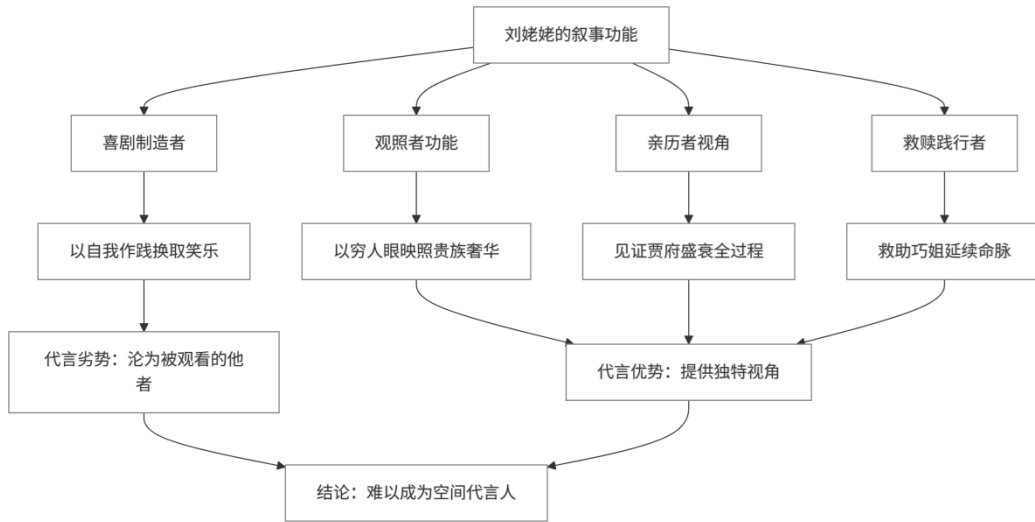 刘姥姥的叙事功能
喜剧制造者
观照者功能
亲历者视角
救赎践行者
以自我作践换取笑乐
以穷人眼映照贵族奢华
见证贾府盛衰全过程
救助巧姐延续命脉
代言劣势：沦为被观看的他
者
代言优势：提供独特视角
结论：难以成为空间代言人